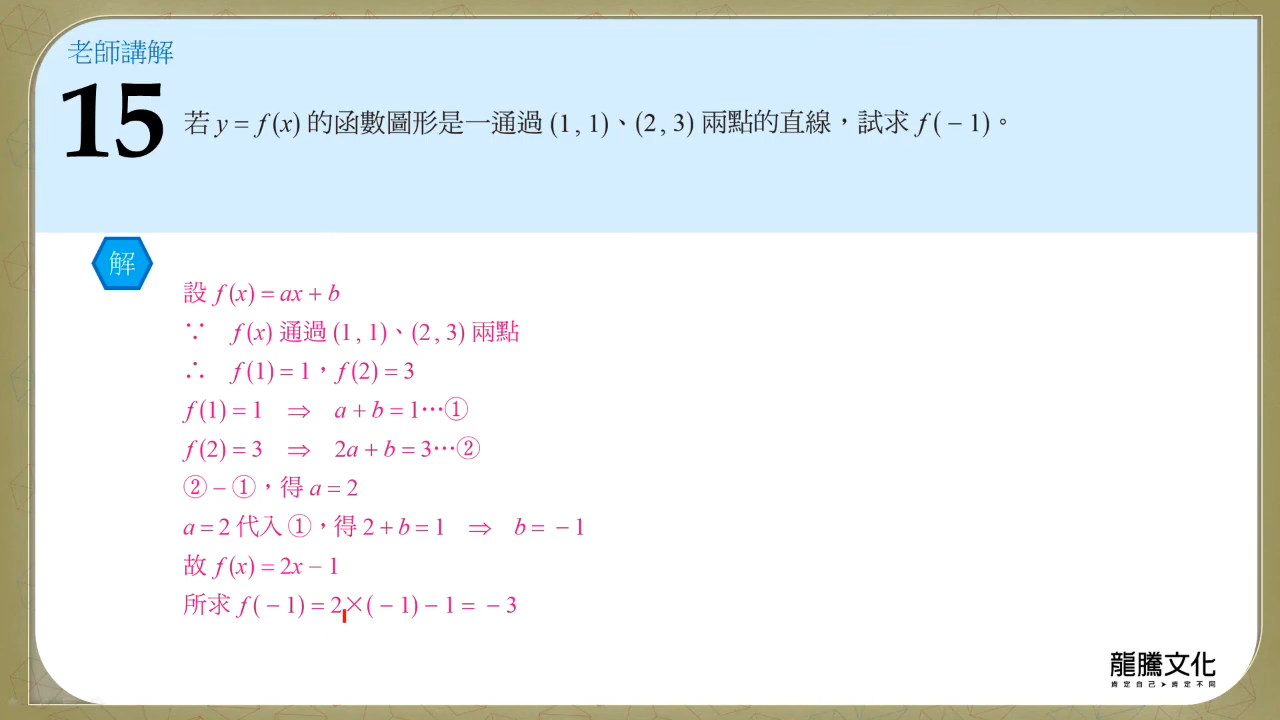 老師講解
15
若 y = f(x) 的函數圖形是一通過 (1 , 1)、(2 , 3) 兩點的直線，試求 f( − 1)。
解
設 f(x) = ax + b
∵ f(x) 通過 (1 , 1)、(2 , 3) 兩點
∴ f(1) = 1，f(2) = 3
f(1) = 1 ⇒ a + b = 1…①
f(2) = 3 ⇒ 2a + b = 3…②
② − ①，得 a = 2
a = 2 代入 ①，得 2 + b = 1 ⇒ b = − 1
故 f(x) = 2x − 1
所求 f( − 1) = 2×( − 1) − 1 = − 3
龍騰文化
肯定自己➤肯定不同